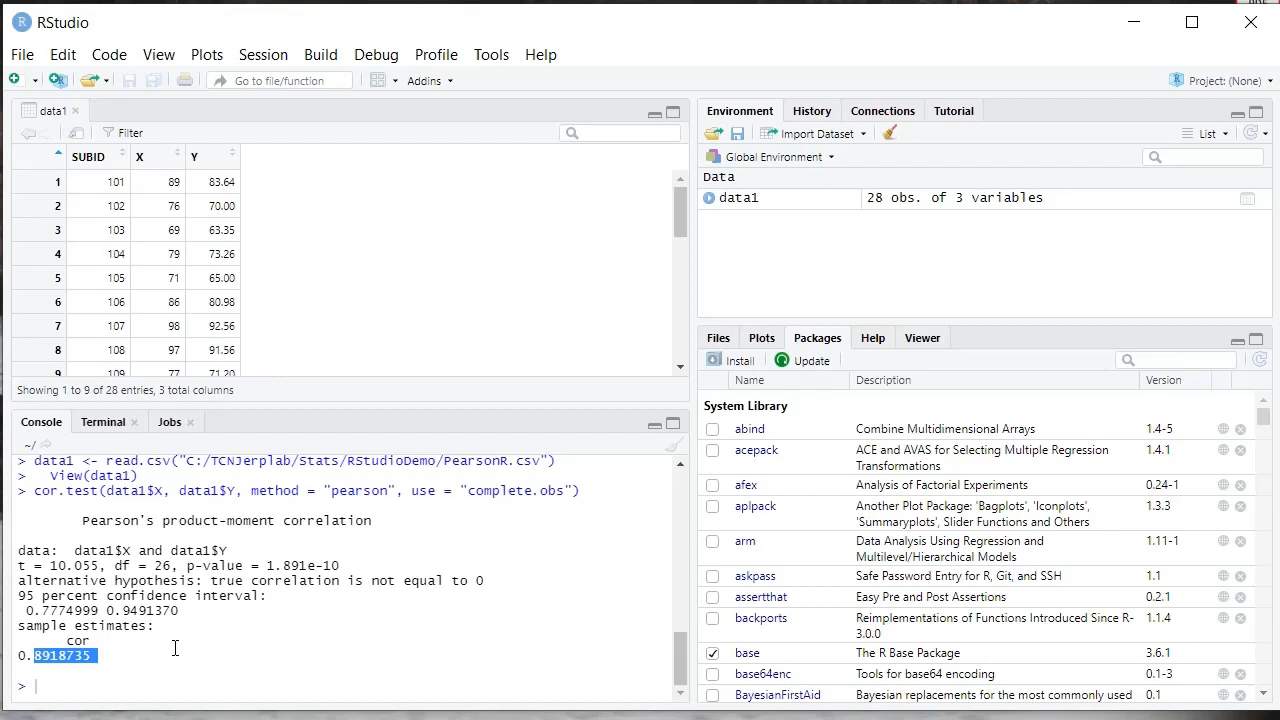 RStudio
File Edit Code View Plots Session Build Debug Profile Tools Help
Go to file/function Addins Project: (None)
data1
Filter
SUBID X Y
1 101 89 83.64
2 102 76 70.00
3 103 69 63.35
4 104 79 73.26
5 105 71 65.00
6 106 86 80.98
7 107 98 92.56
8 108 97 91.56
9 109 77 71.20
Showing 1 to 9 of 28 entries, 3 total columns
Console Terminal Jobs
~/
> data1 <- read.csv("C:/TCNJerplab/Stats/RStudioDemo/PearsonR.csv")
> View(data1)
> cor.test(data1$X, data1$Y, method = "pearson", use = "complete.obs")
Pearson's product-moment correlation
data: data1$X and data1$Y
t = 10.055, df = 26, p-value = 1.891e-10
alternative hypothesis: true correlation is not equal to 0
95 percent confidence interval:
0.7774999 0.9491370
sample estimates:
cor
0.8918735
>
Environment History Connections Tutorial
Import Dataset List
Global Environment
Data
data1 28 obs. of 3 variables
Files Plots Packages Help Viewer
Install Update
Name Description Version
System Library
abind Combine Multidimensional Arrays 1.4-5
acepack ACE and AVAS for Selecting Multiple Regression 1.4.1
Transformations
afex Analysis of Factorial Experiments 0.24-1
aplpack Another Plot Package: 'Bagplots', 'Iconplots', 1.3.3
'Summaryplots', Slider Functions and Others
arm Data Analysis Using Regression and 1.11-1
Multilevel/Hierarchical Models
askpass Safe Password Entry for R, Git, and SSH 1.1
assertthat Easy Pre and Post Assertions 0.2.1
backports Reimplementations of Functions Introduced Since R- 1.1.4
3.0.0
base The R Base Package 3.6.1
base64enc Tools for base64 encoding 0.1-3
BayesianFirstAid Bayesian replacements for the most commonly used 0.1